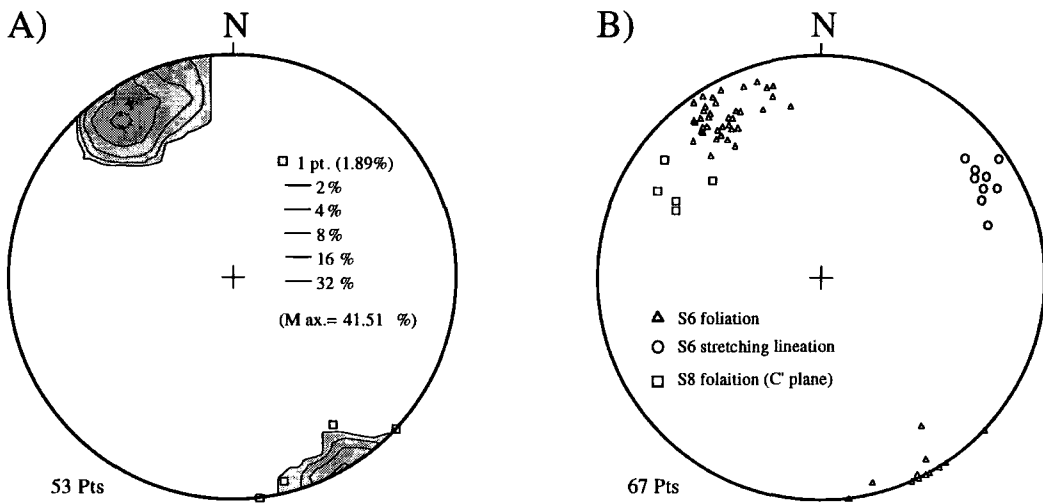 A)
N
1 pt. (1.89%)
2%
4%
8%
16 %
32%
(M ax.= 41.51 %)
53 Pts
B)
N
S6 foliation
S6 stretching lineation
S8 folaition (C' plane)
67 Pts